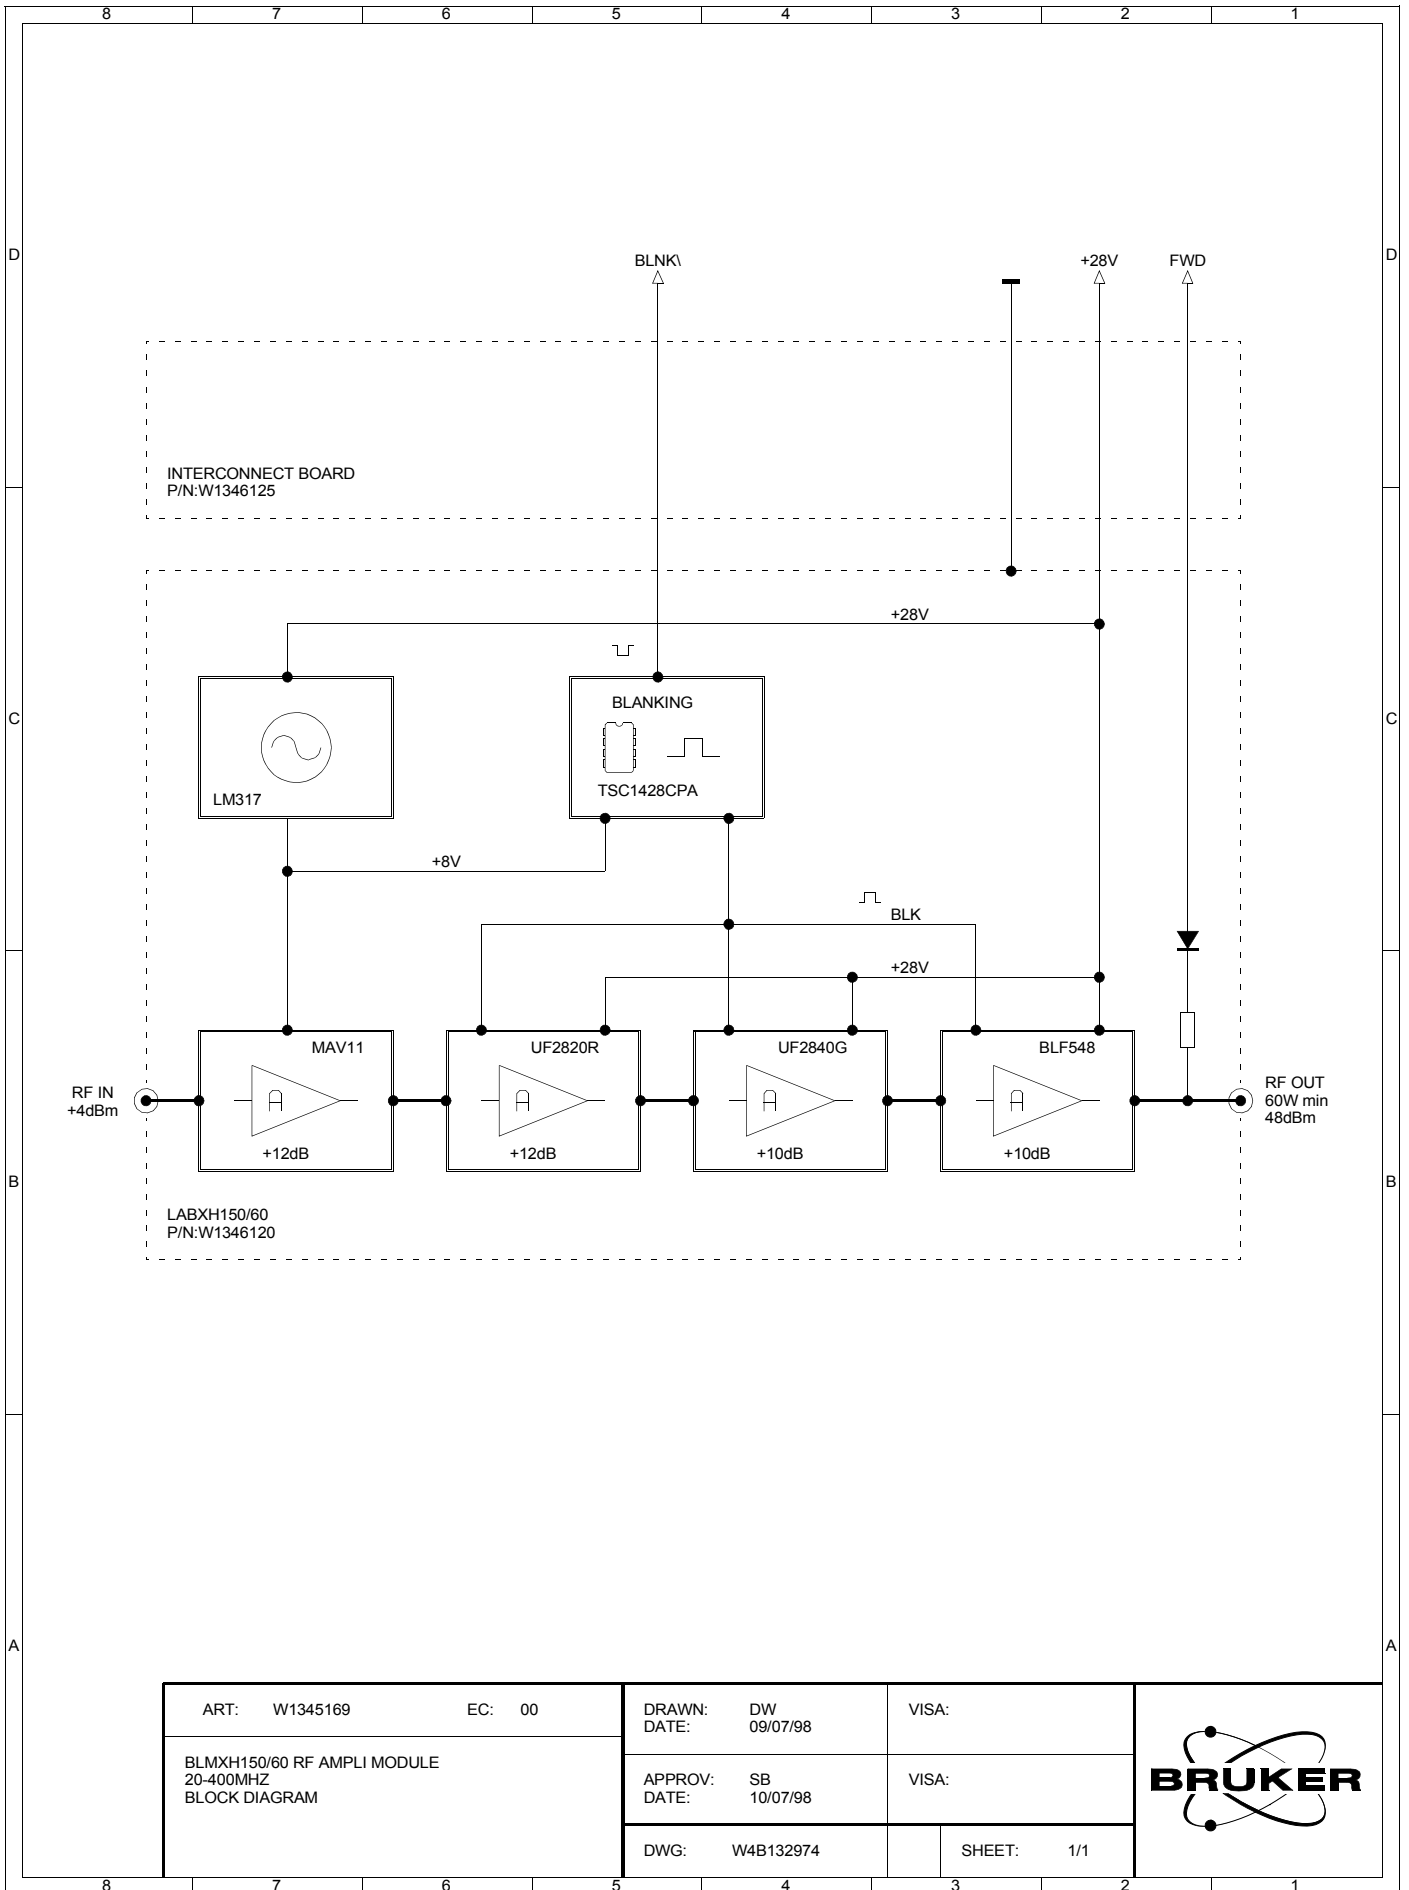 8 7 6 5 4 3 2 1
D D
BLNK\ +28V FWD
INTERCONNECT BOARD
P/N:W1346125
+28V
C C
BLANKING
TSC1428CPA
LM317
+8V
BLK
+28V
MAV11 UF2820R UF2840G BLF548
RF IN
+4dBm
A A A A
RF OUT
60W min
48dBm
+12dB +12dB +10dB +10dB
B B
LABXH150/60
P/N:W1346120
A A
ART: W1345169 EC: 00
BLMXH150/60 RF AMPLI MODULE
20-400MHZ
BLOCK DIAGRAM
DRAWN: DW
DATE: 09/07/98
VISA:
APPROV: SB
DATE: 10/07/98
VISA:
DWG: W4B132974
SHEET: 1/1
BRUKER
8 7 6 5 4 3 2 1